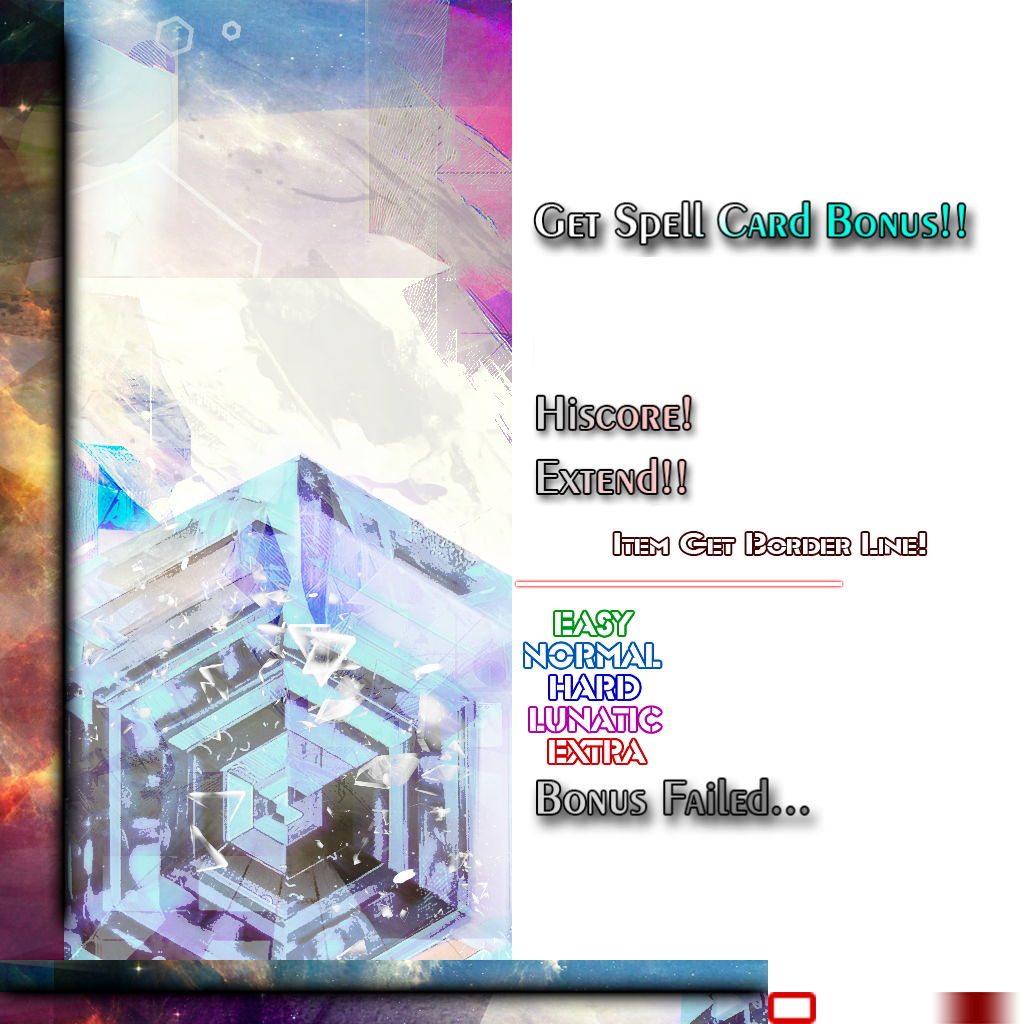 Get Spell Card Bonus!!
Hiscore!
Extend!!
Item Get Border Line!
EASY
NORMAL
HARD
LUNATIC
EXTRA
Bonus Failed...